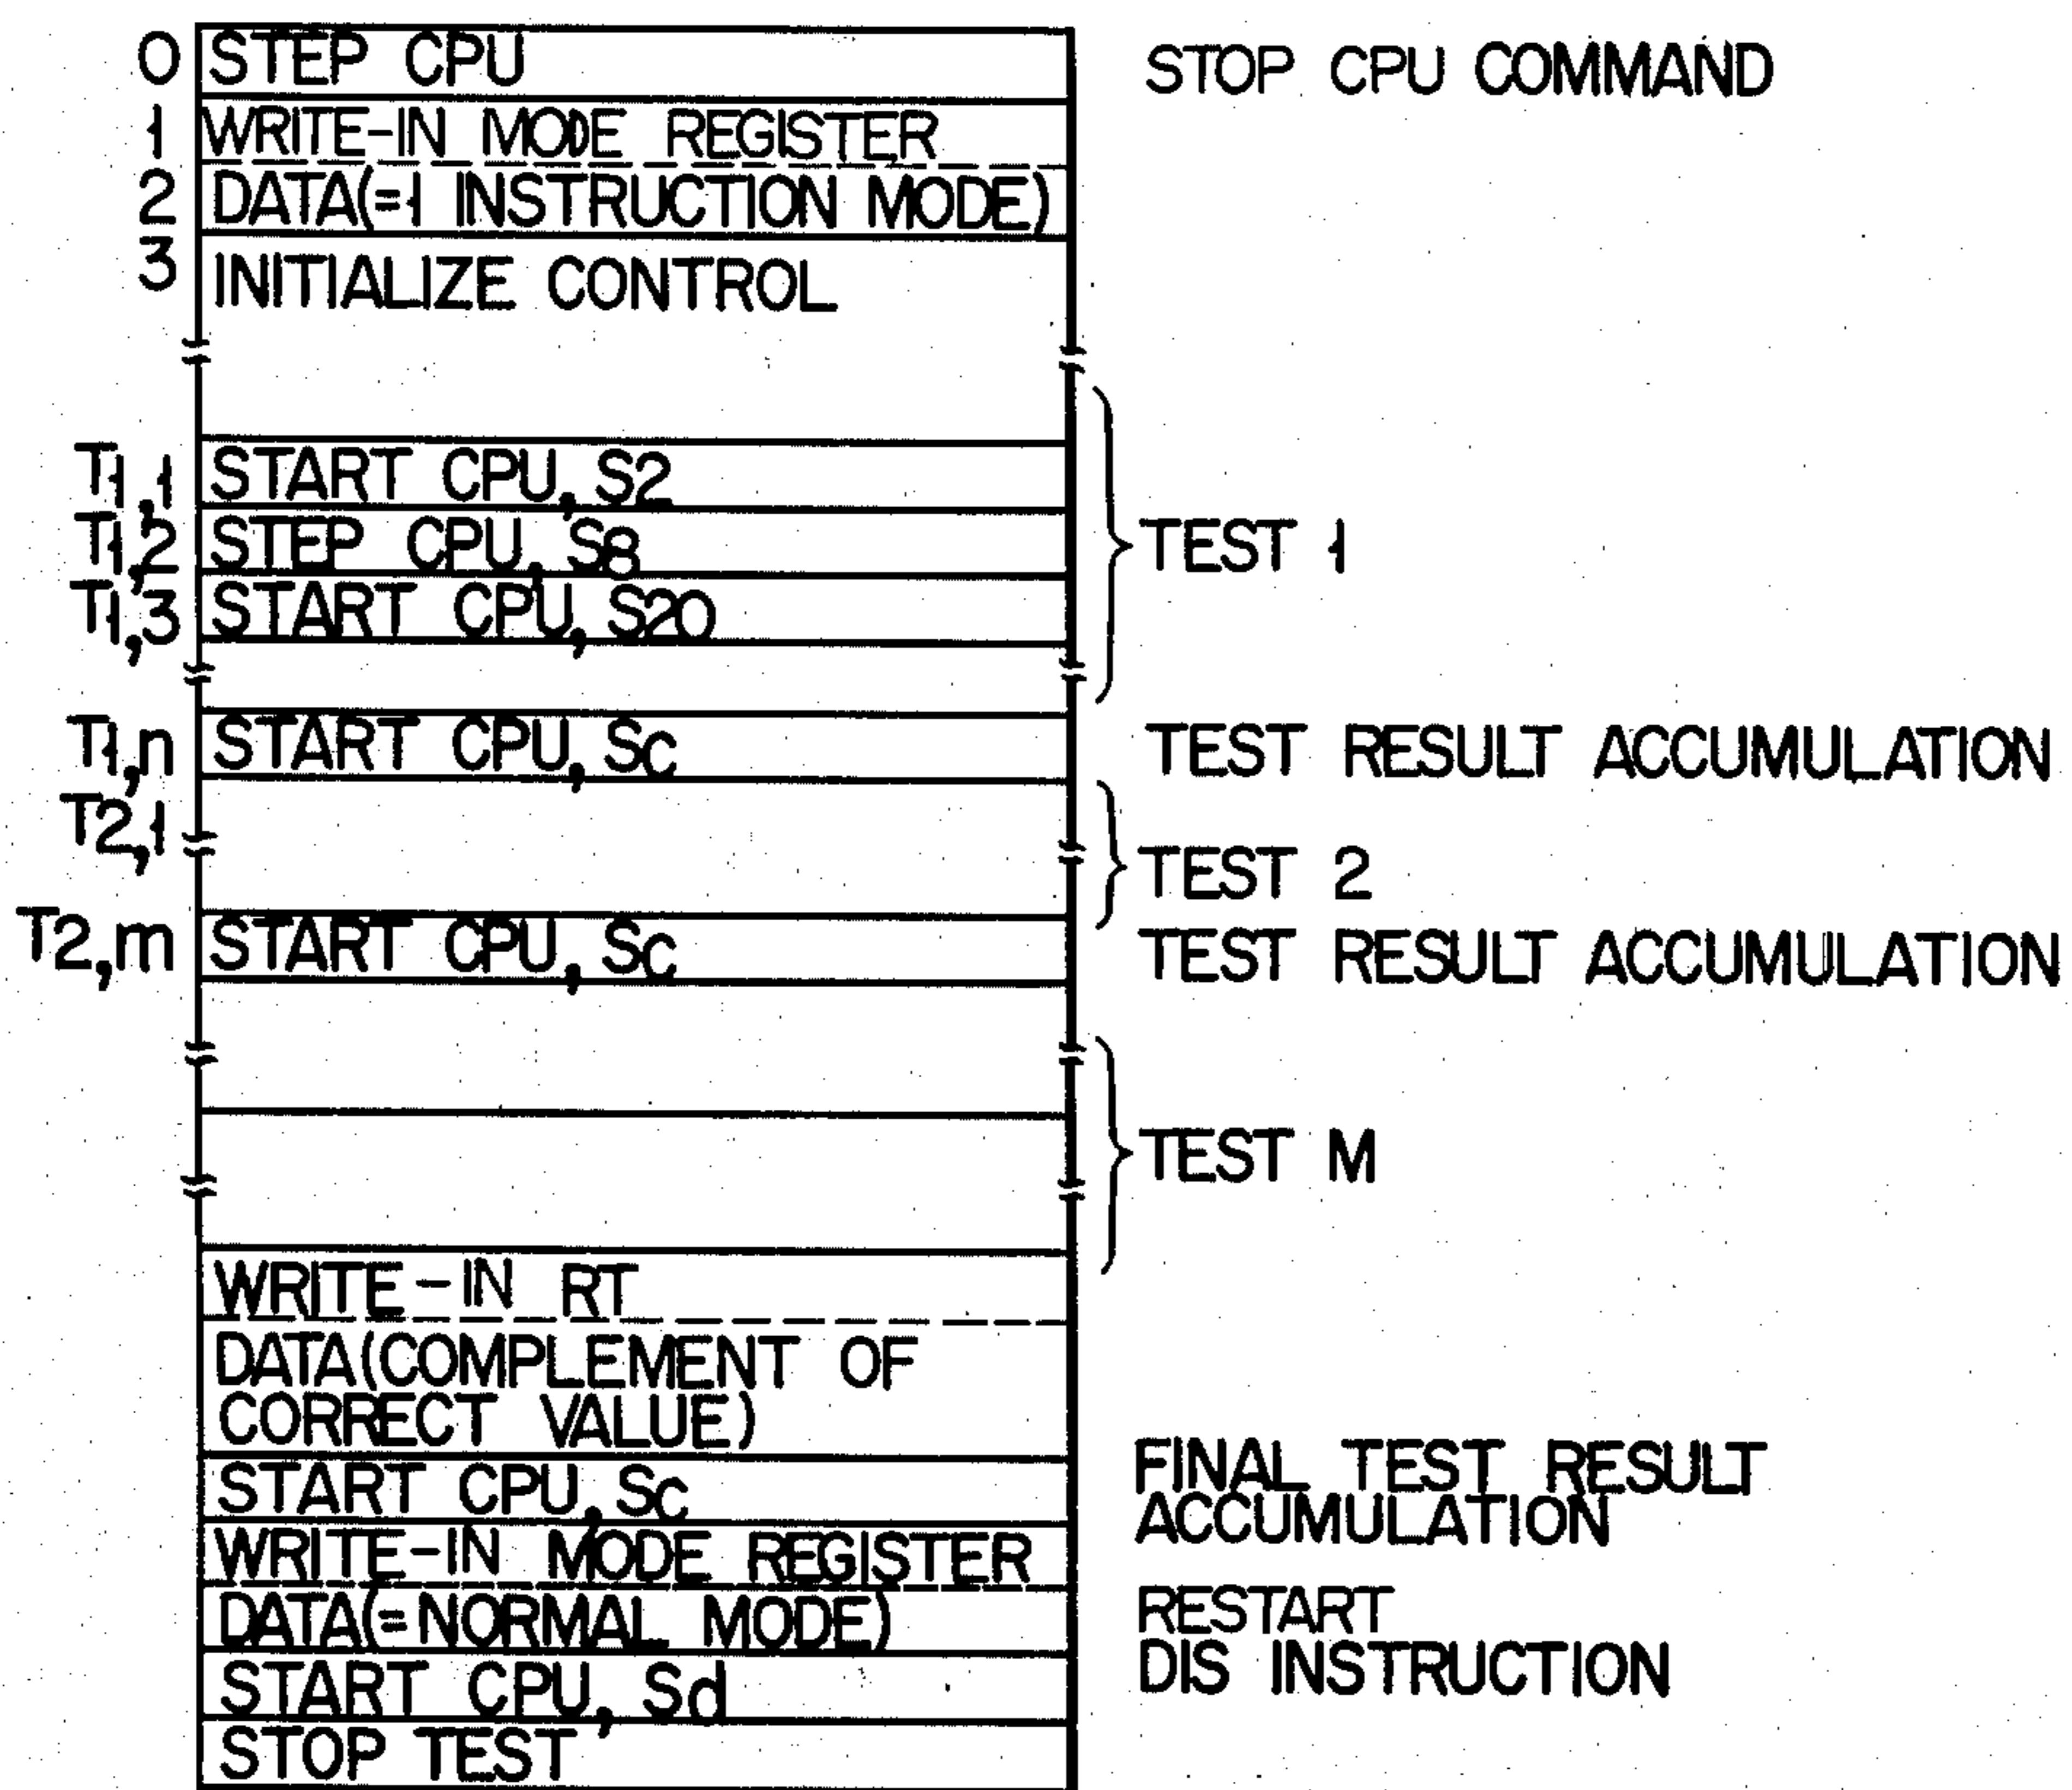 0 STEP CPU STOP CPU COMMAND
1 WRITE-IN MODE REGISTER
2 DATA(=1 INSTRUCTION MODE)
3 INITIALIZE CONTROL
T1,1 START CPU, S2
T1,2 STEP CPU, S8 TEST 1
T1,3 START CPU, S20
T1,n START CPU, Sc TEST RESULT ACCUMULATION
T2,1
TEST 2
T2,m START CPU, Sc TEST RESULT ACCUMULATION
TEST M
WRITE-IN RT
DATA(COMPLEMENT OF
CORRECT VALUE)
START CPU, Sc FINAL TEST RESULT
ACCUMULATION
WRITE-IN MODE REGISTER
DATA(=NORMAL MODE) RESTART
START CPU, Sd DIS INSTRUCTION
STOP TEST